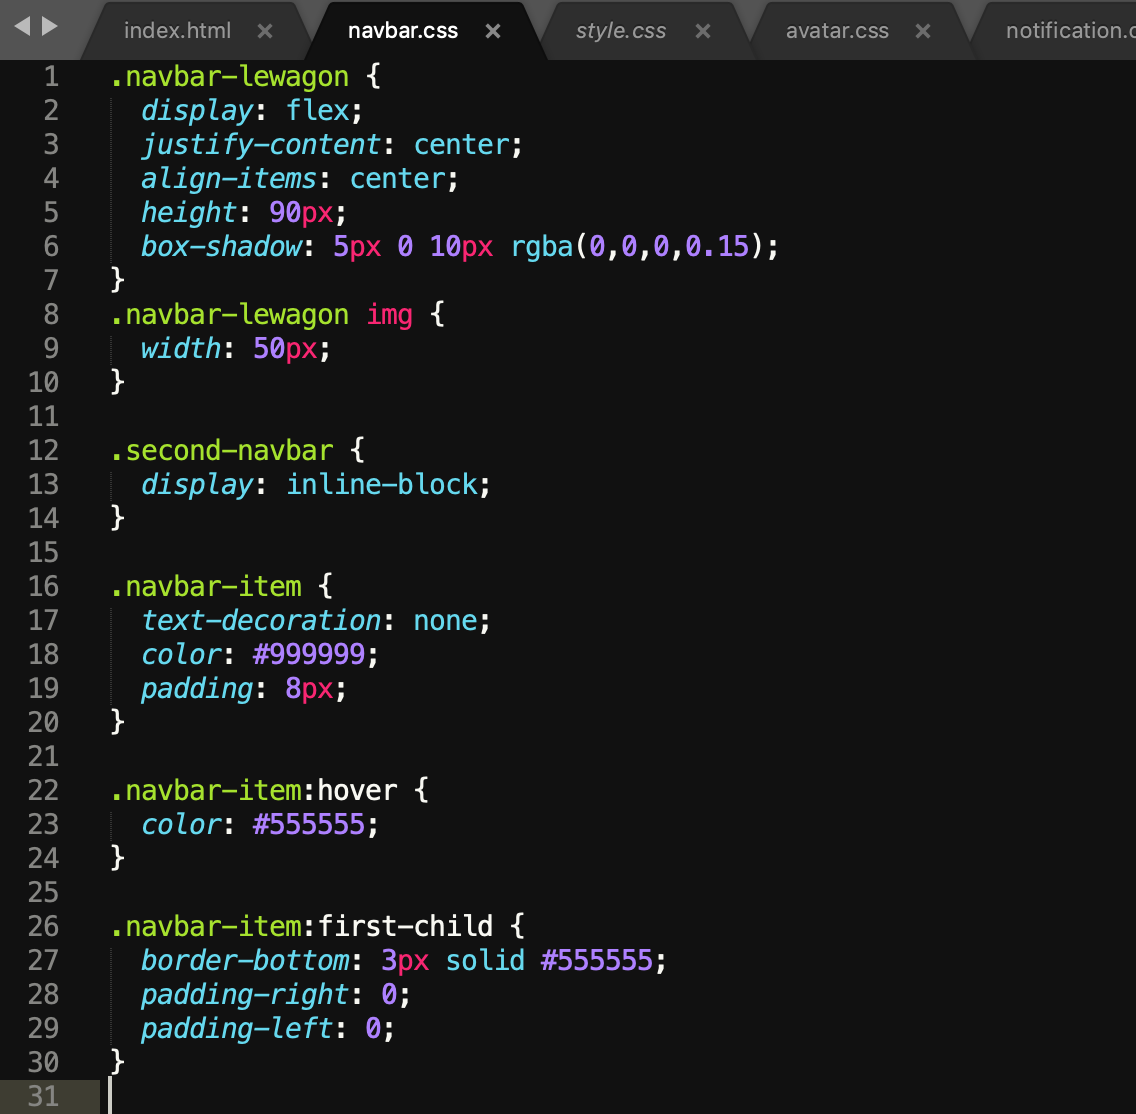 index.html × navbar.css × style.css × avatar.css × notification.c
1 .navbar-lewagon {
2   display: flex;
3   justify-content: center;
4   align-items: center;
5   height: 90px;
6   box-shadow: 5px 0 10px rgba(0,0,0,0.15);
7 }
8 .navbar-lewagon img {
9   width: 50px;
10 }
11
12 .second-navbar {
13   display: inline-block;
14 }
15
16 .navbar-item {
17   text-decoration: none;
18   color: #999999;
19   padding: 8px;
20 }
21
22 .navbar-item:hover {
23   color: #555555;
24 }
25
26 .navbar-item:first-child {
27   border-bottom: 3px solid #555555;
28   padding-right: 0;
29   padding-left: 0;
30 }
31